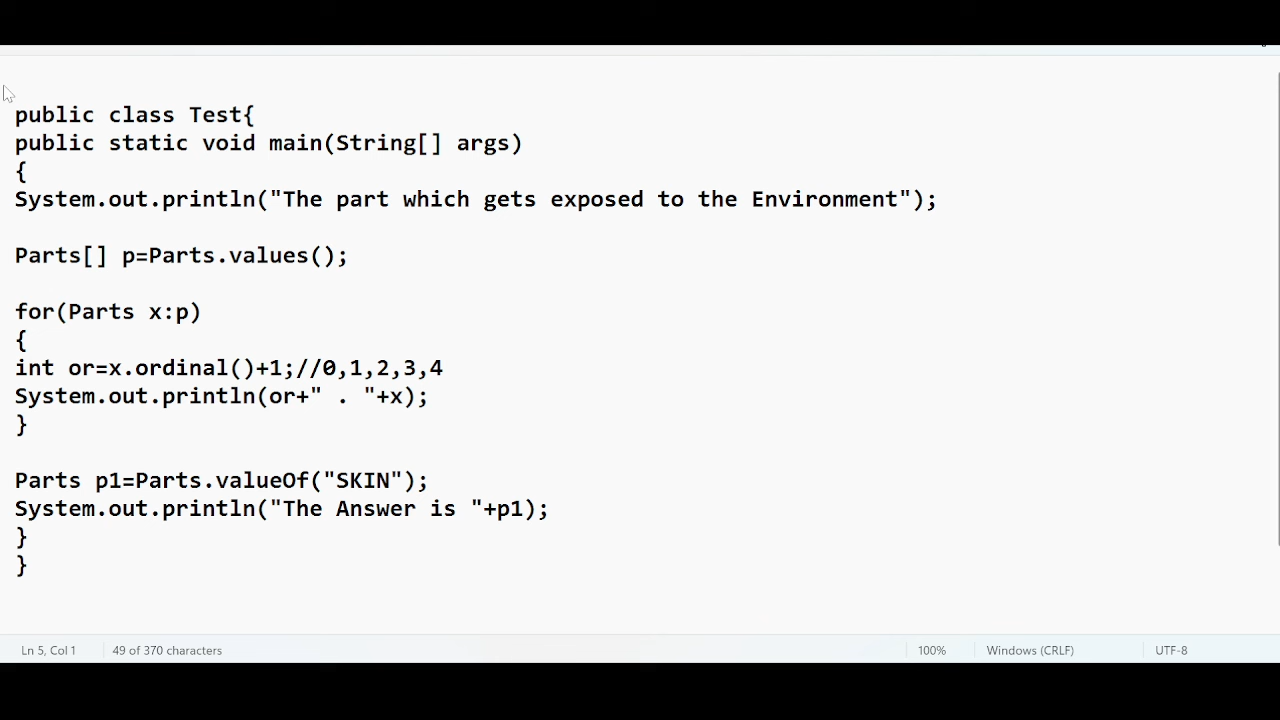 public class Test{
public static void main(String[] args)
{
System.out.println("The part which gets exposed to the Environment");
Parts[] p=Parts.values();
for(Parts x:p)
{
int or=x.ordinal()+1;//0,1,2,3,4
System.out.println(or+" . "+x);
}
Parts p1=Parts.valueOf("SKIN");
System.out.println("The Answer is "+p1);
}
}
Ln 5, Col 1 49 of 370 characters 100% Windows (CRLF) UTF-8